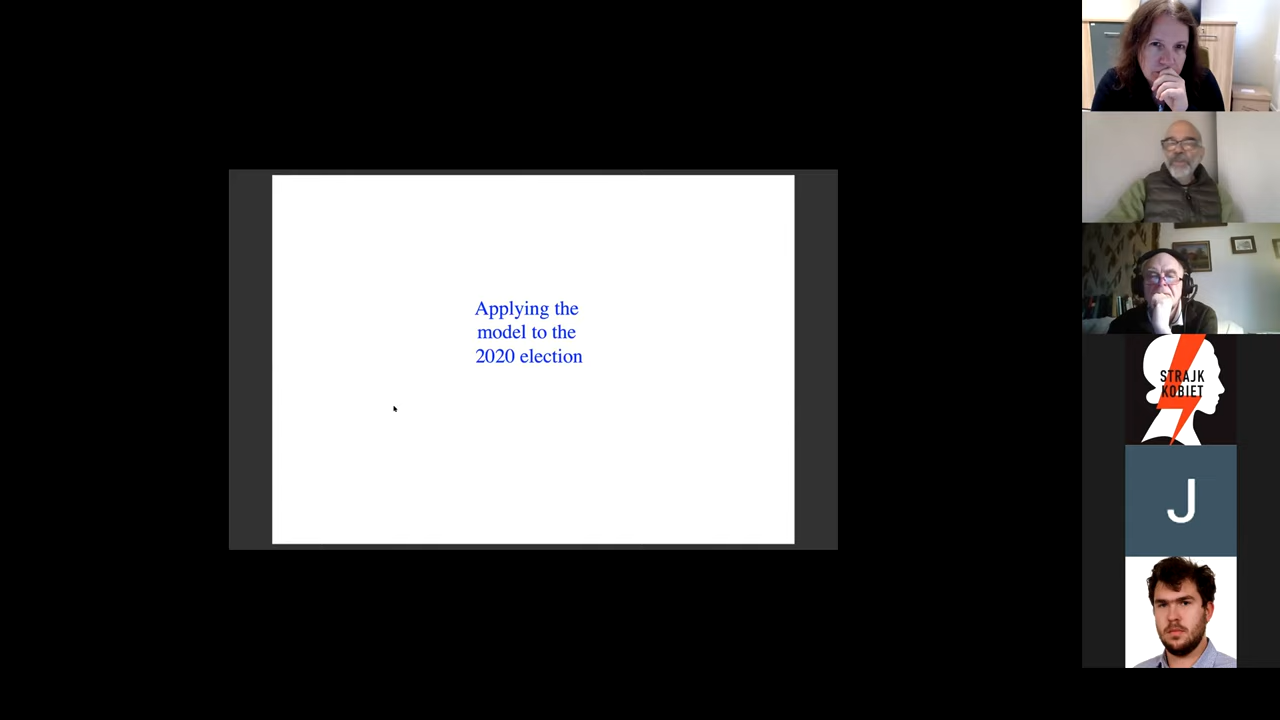 Applying the
model to the
2020 election
STRAJK
KOBIET
J